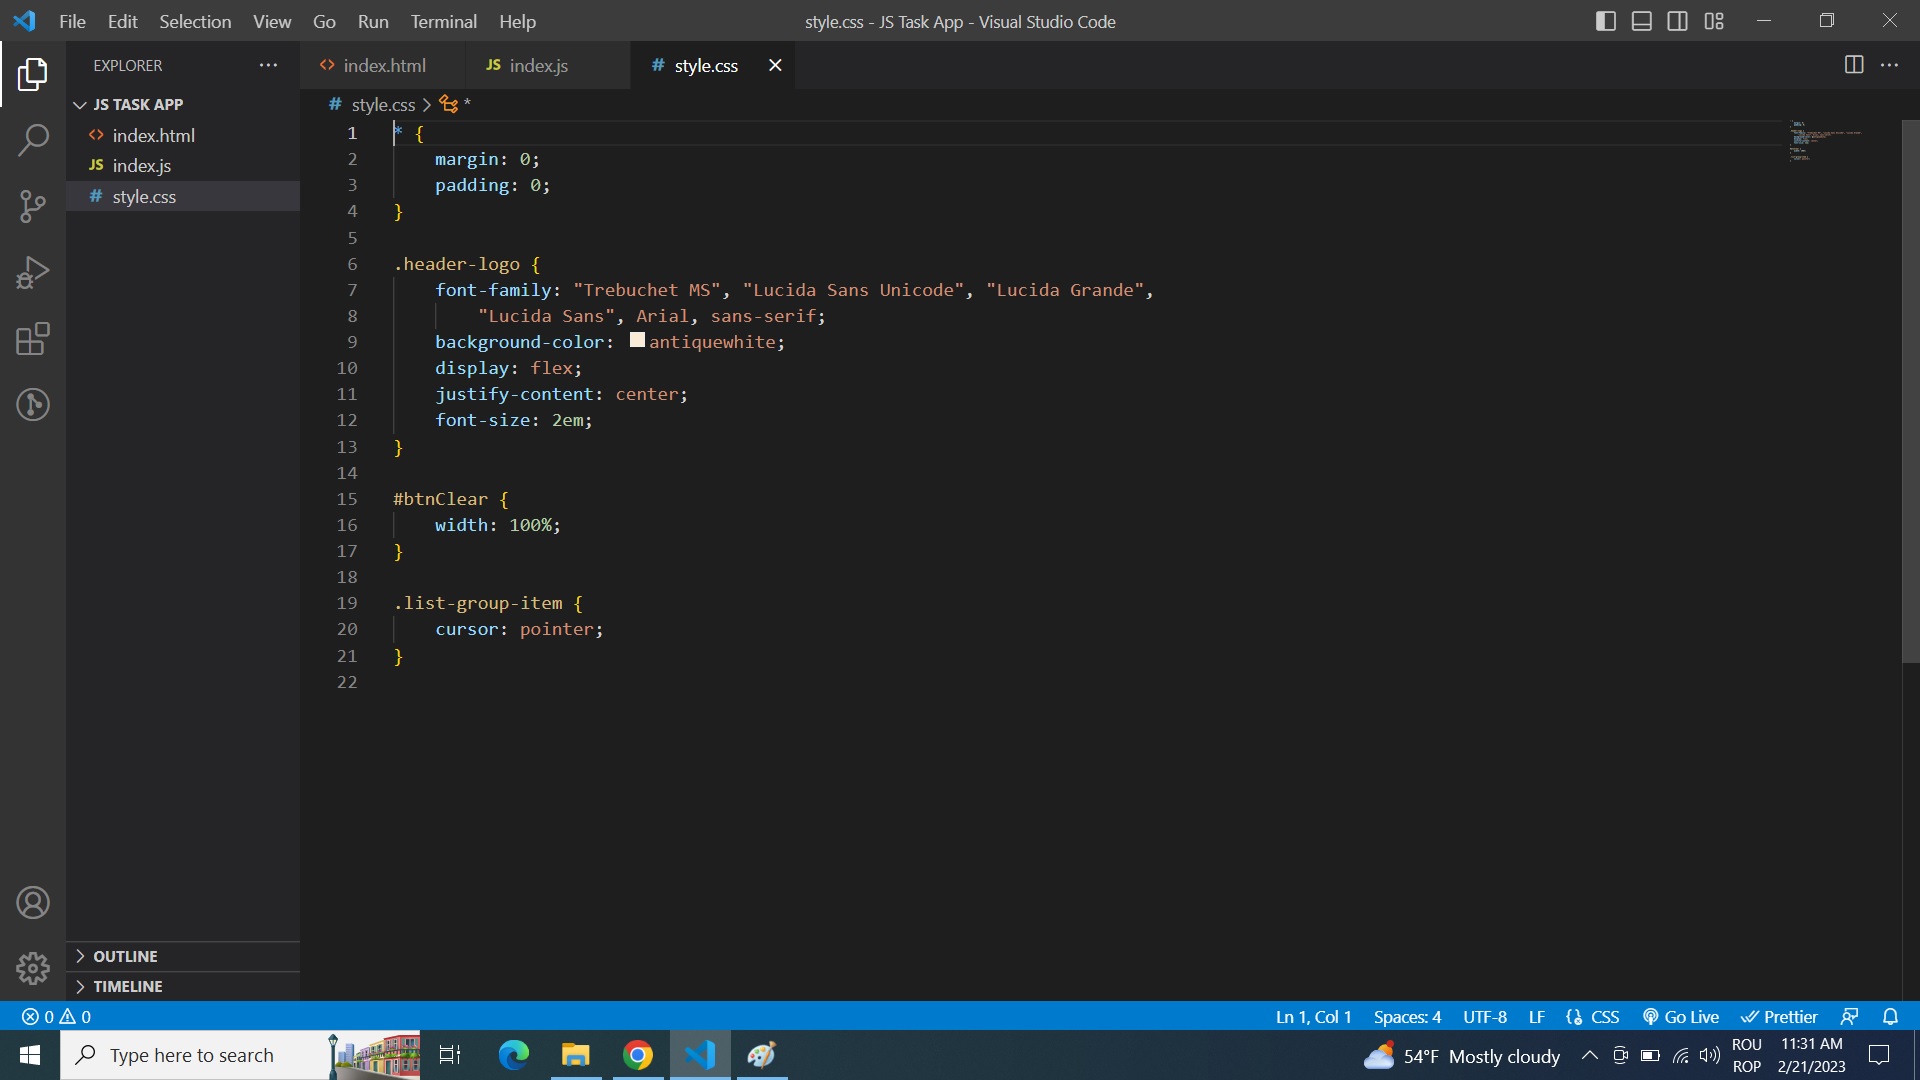 File Edit Selection View Go Run Terminal Help
style.css - JS Task App - Visual Studio Code
EXPLORER
JS TASK APP
<> index.html
JS index.js
# style.css
OUTLINE
TIMELINE
<> index.html
JS index.js
# style.css
# style.css > *
1 * {
2     margin: 0;
3     padding: 0;
4 }
5
6 .header-logo {
7     font-family: "Trebuchet MS", "Lucida Sans Unicode", "Lucida Grande",
8         "Lucida Sans", Arial, sans-serif;
9     background-color: antiquewhite;
10     display: flex;
11     justify-content: center;
12     font-size: 2em;
13 }
14
15 #btnClear {
16     width: 100%;
17 }
18
19 .list-group-item {
20     cursor: pointer;
21 }
22
0 0
Ln 1, Col 1 Spaces: 4 UTF-8 LF {} CSS Go Live Prettier
Type here to search
54°F Mostly cloudy
ROU
ROP
11:31 AM
2/21/2023